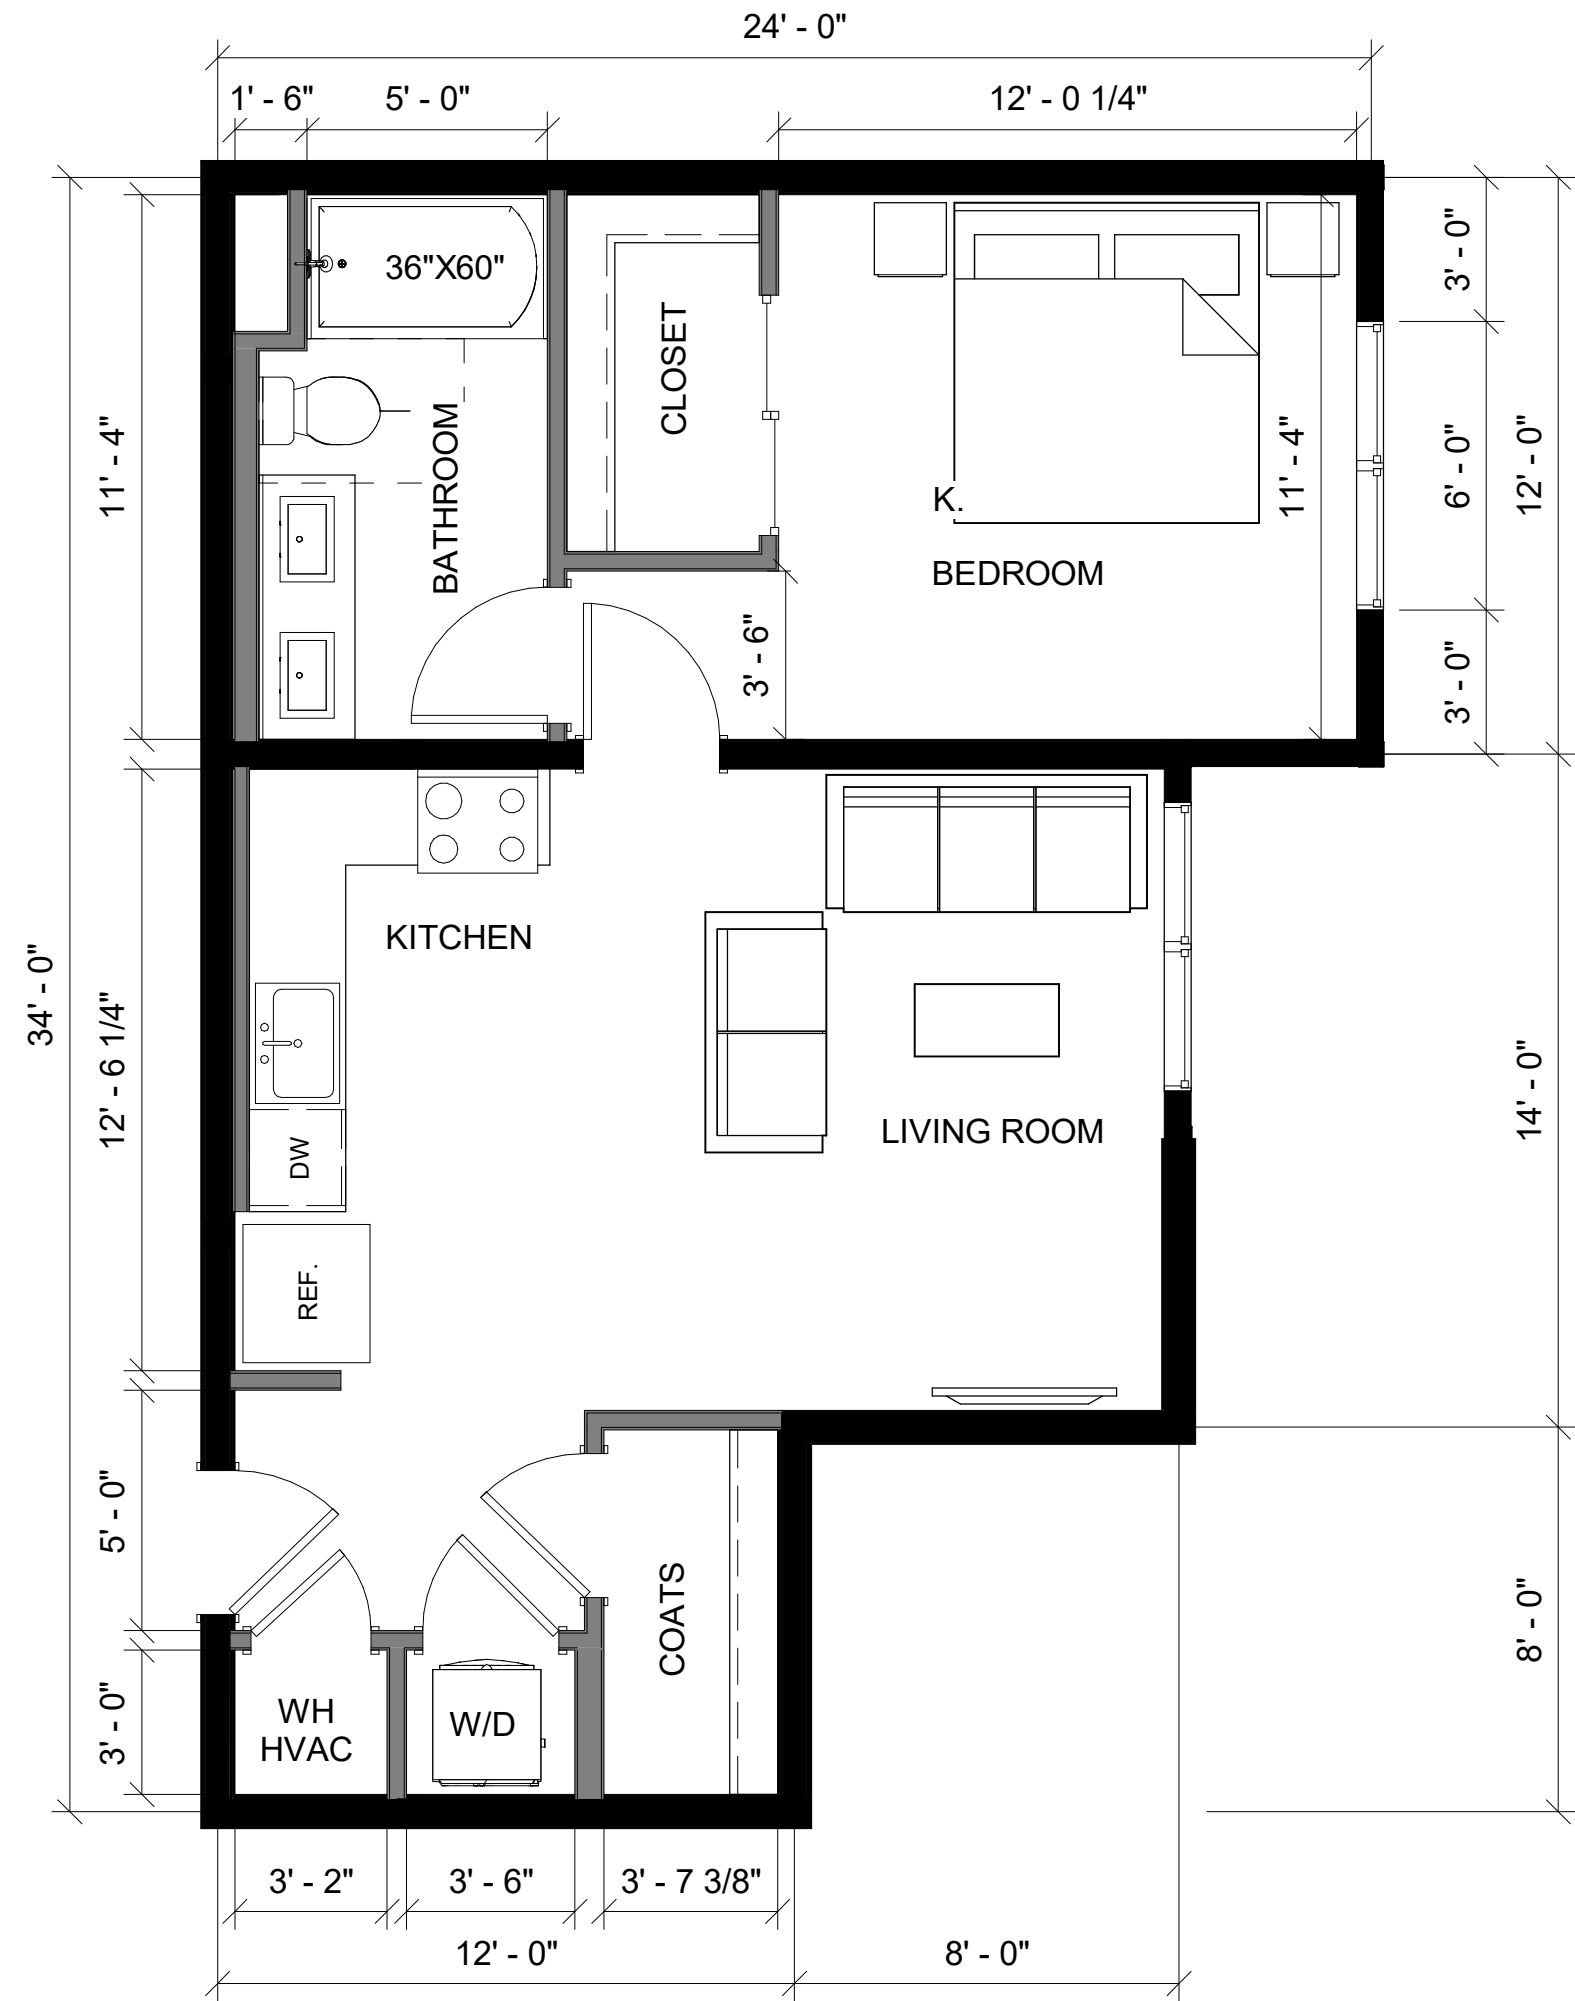 24' - 0"
1' - 6"
5' - 0"
12' - 0 1/4"
36"X60"
CLOSET
BATHROOM
K.
BEDROOM
11' - 4"
11' - 4"
3' - 0"
6' - 0"
12' - 0"
3' - 0"
3' - 6"
KITCHEN
34' - 0"
12' - 6 1/4"
DW
REF.
LIVING ROOM
14' - 0"
5' - 0"
COATS
8' - 0"
3' - 0"
WH
HVAC
W/D
3' - 2"
3' - 6"
3' - 7 3/8"
12' - 0"
8' - 0"